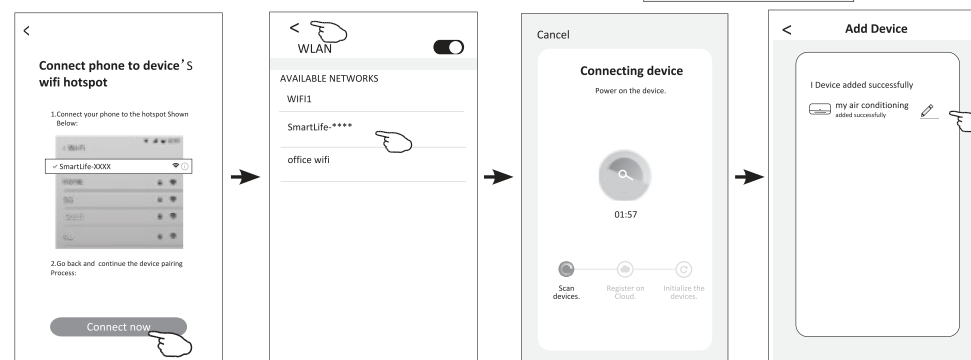 Connect phone to device'S
wifi hotspot
1.Connect your phone to the hotspot Shown
Below:
SmartLife-XXXX
2.Go back and continue the device pairing
Process:
Connect now
WLAN
AVAILABLE NETWORKS
WIFI1
SmartLife-****
office wifi
Cancel
Connecting device
Power on the device.
01:57
Scan
devices.
Register on
Cloud.
Initialize the
devices.
Add Device
I Device added successfully
my air conditioning
added successfully